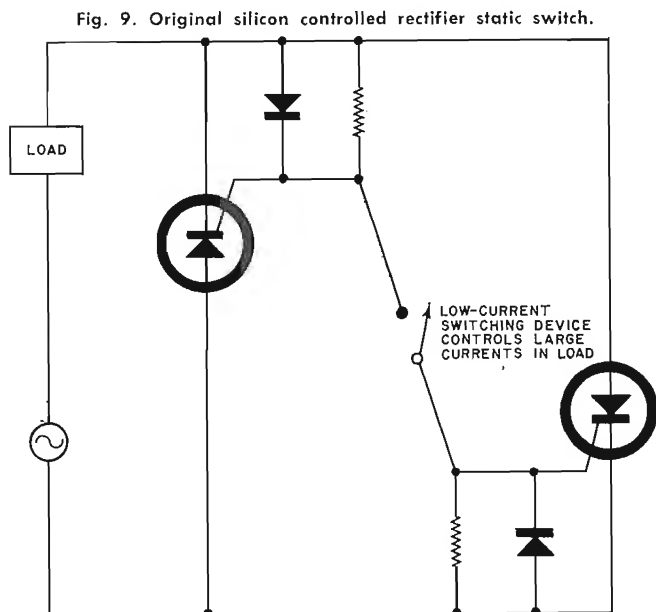 Fig. 9. Original silicon controlled rectifier static switch.
LOAD
LOW-CURRENT
SWITCHING DEVICE
CONTROLS LARGE
CURRENTS IN LOAD